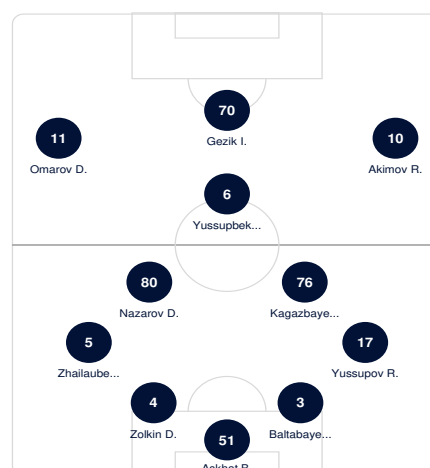 70
Gezik I.
11
Omarov D.
10
Akimov R.
6
Yussupbek...
80
Nazarov D.
76
Kagazbaye...
5
Zhailaube...
17
Yussupov R.
4
Zolkin D.
3
Baltabaye...
51
Askhat B.